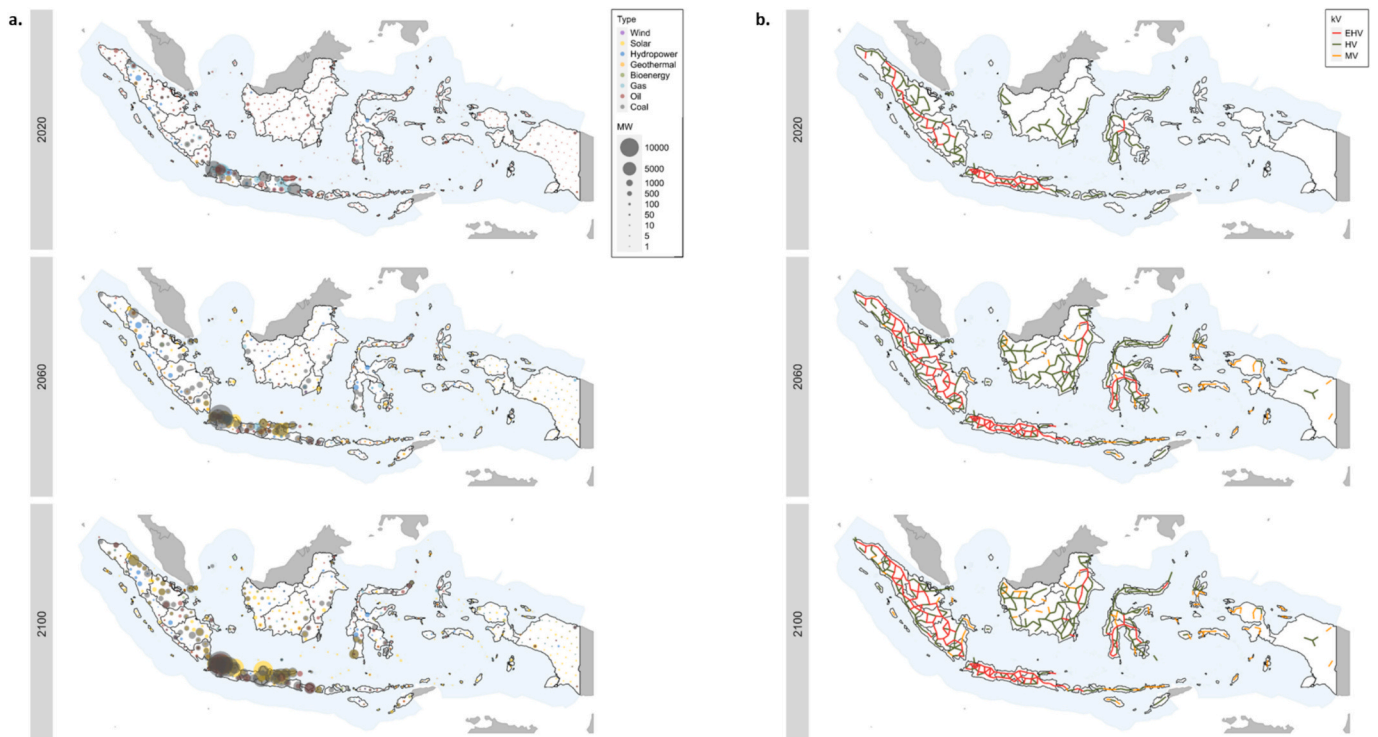 a.
2020
2060
2100
Type
Wind
Solar
Hydropower
Geothermal
Bioenergy
Gas
Oil
Coal
MW
10000
5000
1000
500
100
50
10
5
1
b.
2020
2060
2100
kV
EHV
HV
MV